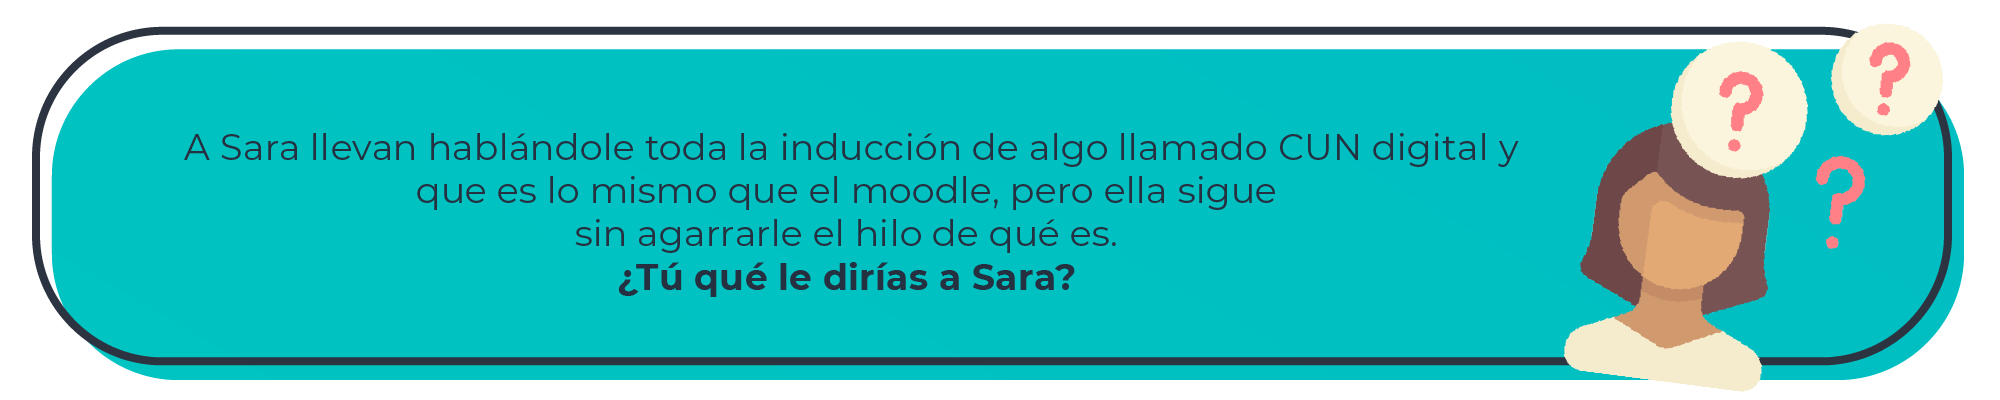 A Sara llevan hablándole toda la inducción de algo llamado CUN digital y
que es lo mismo que el moodle, pero ella sigue
sin agarrarle el hilo de qué es.
¿Tú qué le dirías a Sara?
?
?
?